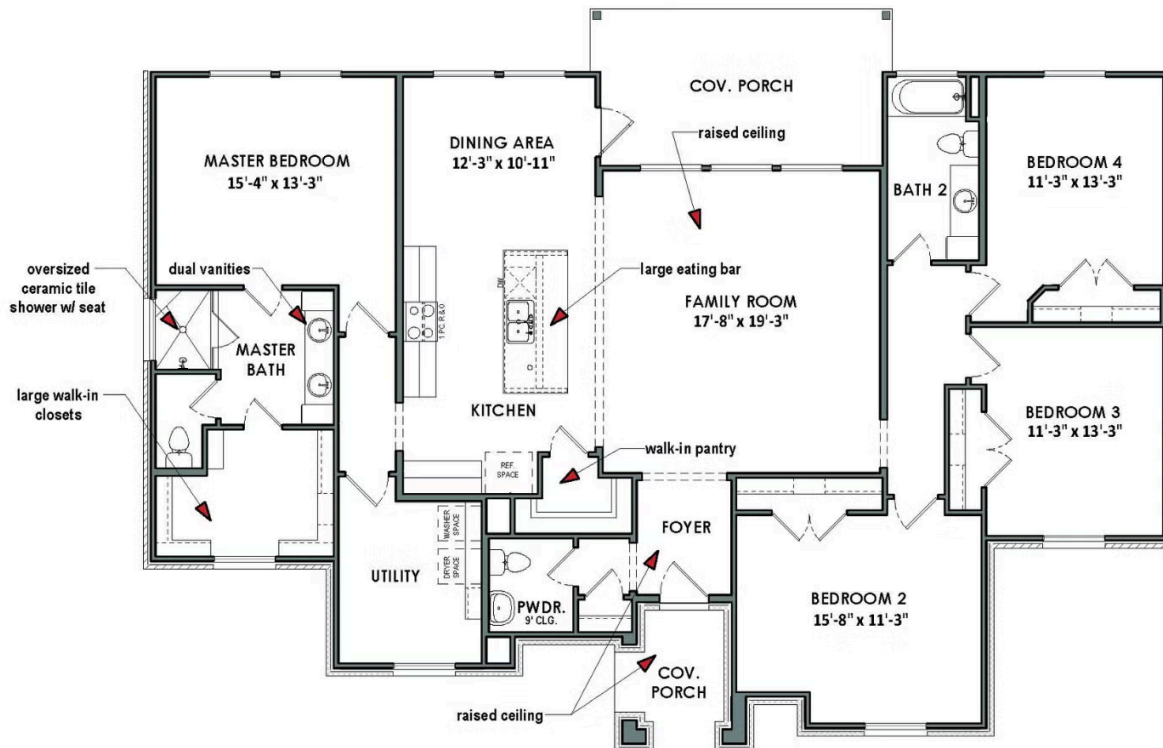 COV. PORCH
raised ceiling
DINING AREA
12'-3" x 10'-11"
MASTER BEDROOM
15'-4" x 13'-3"
BEDROOM 4
11'-3" x 13'-3"
BATH 2
oversized
ceramic tile
shower w/ seat
dual vanities
large eating bar
DW
FAMILY ROOM
17'-8" x 19'-3"
1 PC. R & O
MASTER
BATH
large walk-in
closets
KITCHEN
BEDROOM 3
11'-3" x 13'-3"
walk-in pantry
REF.
SPACE
WASHER
SPACE
FOYER
DRYER
SPACE
UTILITY
PWDR.
9' CLG.
BEDROOM 2
15'-8" x 11'-3"
COV.
PORCH
raised ceiling